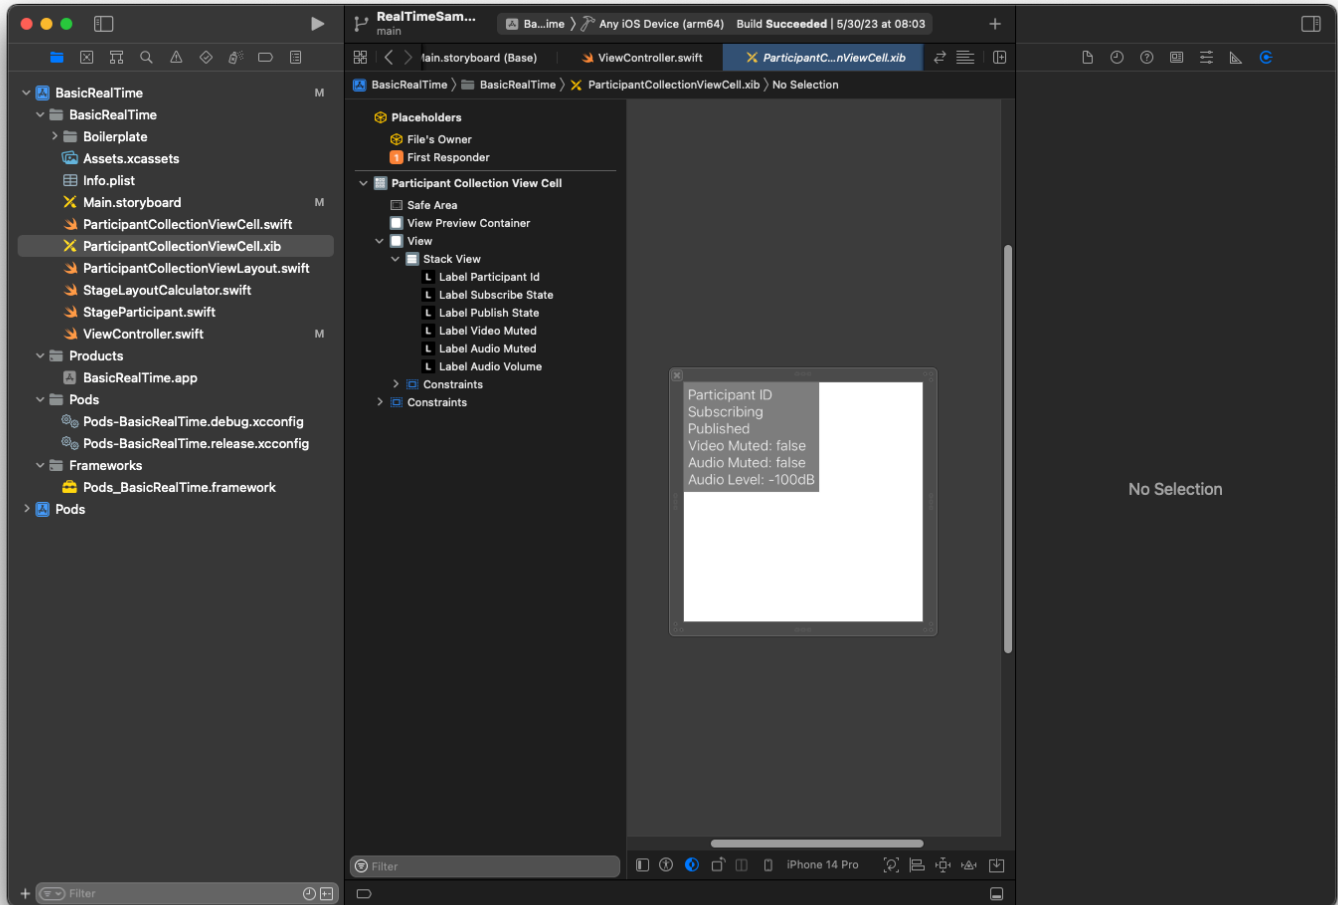 RealTimeSam...
main
Ba...ime
Any iOS Device (arm64)
Build Succeeded | 5/30/23 at 08:03
BasicRealTime
M
BasicRealTime
Boilerplate
Assets.xcassets
Info.plist
Main.storyboard
M
ParticipantCollectionViewCell.swift
ParticipantCollectionViewCell.xib
ParticipantCollectionViewLayout.swift
StageLayoutCalculator.swift
StageParticipant.swift
ViewController.swift
M
Products
BasicRealTime.app
Pods
Pods-BasicRealTime.debug.xcconfig
Pods-BasicRealTime.release.xcconfig
Frameworks
Pods_BasicRealTime.framework
Pods
Filter
Main.storyboard (Base)
ViewController.swift
ParticipantC...nViewCell.xib
BasicRealTime
BasicRealTime
ParticipantCollectionViewCell.xib
No Selection
Placeholders
File's Owner
1
First Responder
Participant Collection View Cell
Safe Area
View Preview Container
View
Stack View
L Label Participant Id
L Label Subscribe State
L Label Publish State
L Label Video Muted
L Label Audio Muted
L Label Audio Volume
Constraints
Constraints
Filter
Participant ID
Subscribing
Published
Video Muted: false
Audio Muted: false
Audio Level: -100dB
iPhone 14 Pro
No Selection